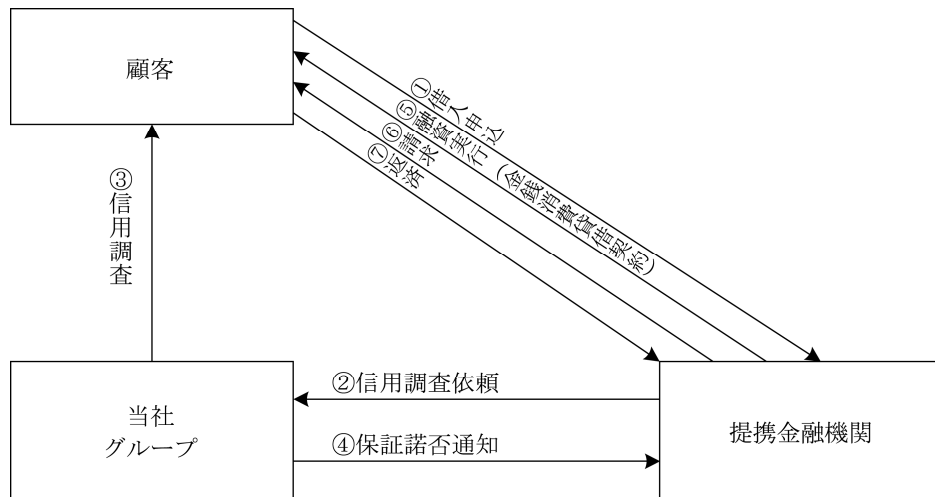 顧客
①借入申込
⑤融資実行（金銭消費貸借契約）
⑥請求
⑦返済
③信用調査
②信用調査依頼
当社
グループ
④保証諾否通知
提携金融機関